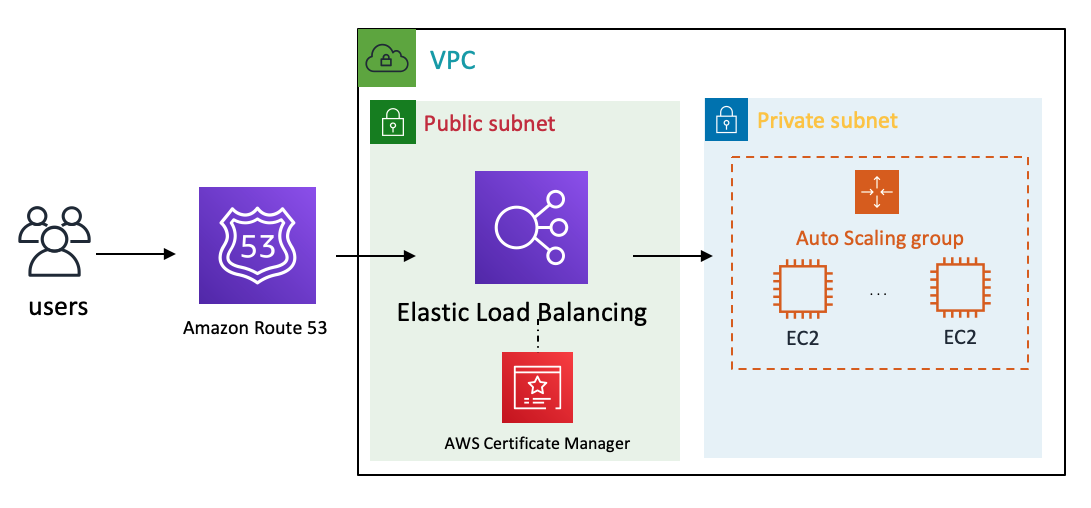 VPC
Public subnet
Private subnet
53
Auto Scaling group
users
Amazon Route 53
Elastic Load Balancing
...
EC2
EC2
AWS Certificate Manager